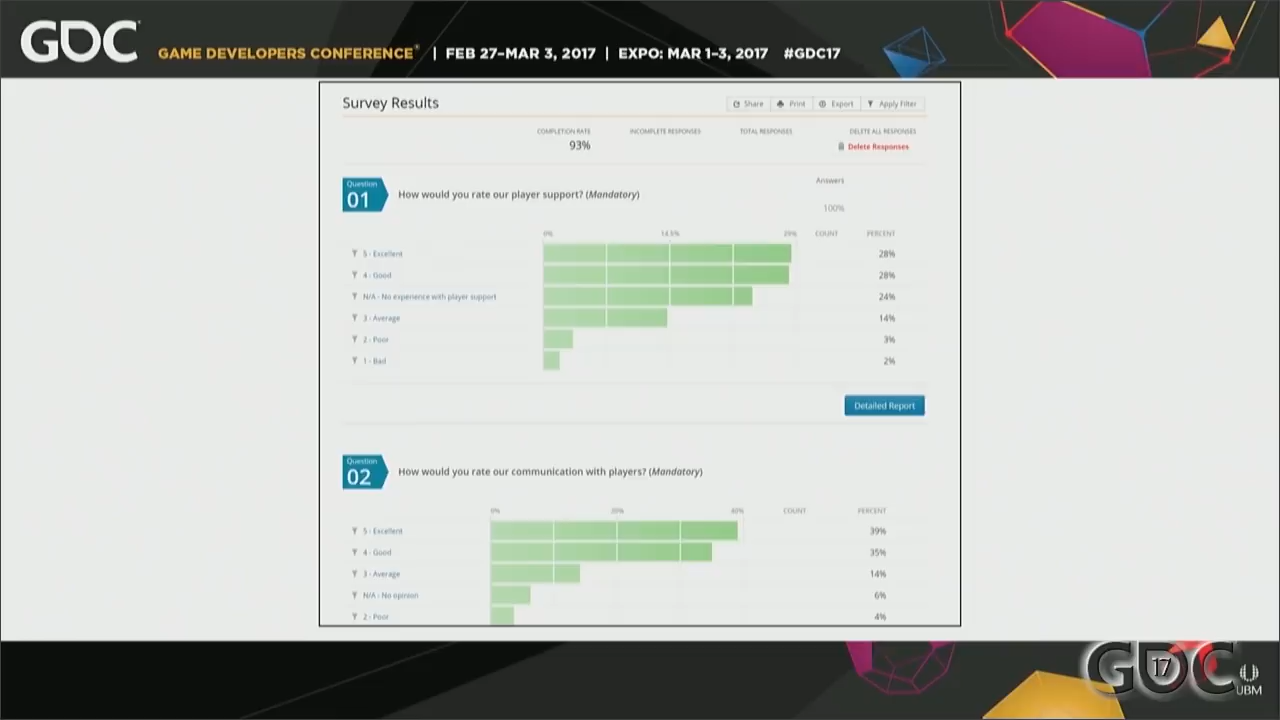 GDC GAME DEVELOPERS CONFERENCE® | FEB 27–MAR 3, 2017 | EXPO: MAR 1–3, 2017 #GDC17
Survey Results
Share Print Export Apply Filter
COMPLETION RATE INCOMPLETE RESPONSES TOTAL RESPONSES DELETE ALL RESPONSES
93% Delete Responses
Question 01 How would you rate our player support? (Mandatory)
Answers
100%
0% 14.5% 29% COUNT PERCENT
5 - Excellent 28%
4 - Good 28%
N/A - No experience with player support 24%
3 - Average 14%
2 - Poor 3%
1 - Bad 2%
Detailed Report
Question 02 How would you rate our communication with players? (Mandatory)
0% 20% 40% COUNT PERCENT
5 - Excellent 39%
4 - Good 35%
3 - Average 14%
N/A - No opinion 6%
2 - Poor 4%
GDC 17
UBM